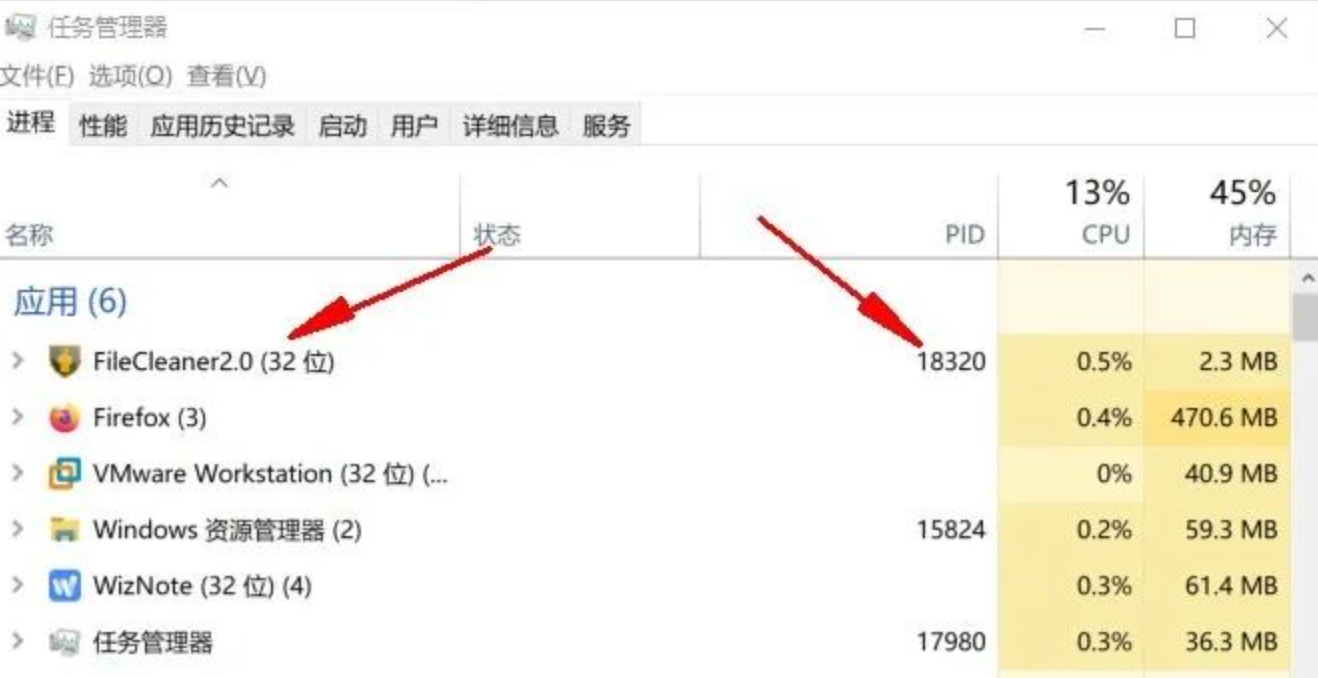 任务管理器
文件(F) 选项(O) 查看(V)
进程 性能 应用历史记录 启动 用户 详细信息 服务
13% 45%
名称 状态 PID CPU 内存
应用 (6)
FileCleaner2.0 (32 位) 18320 0.5% 2.3 MB
Firefox (3) 0.4% 470.6 MB
VMware Workstation (32 位) (... 0% 40.9 MB
Windows 资源管理器 (2) 15824 0.2% 59.3 MB
WizNote (32 位) (4) 0.3% 61.4 MB
任务管理器 17980 0.3% 36.3 MB